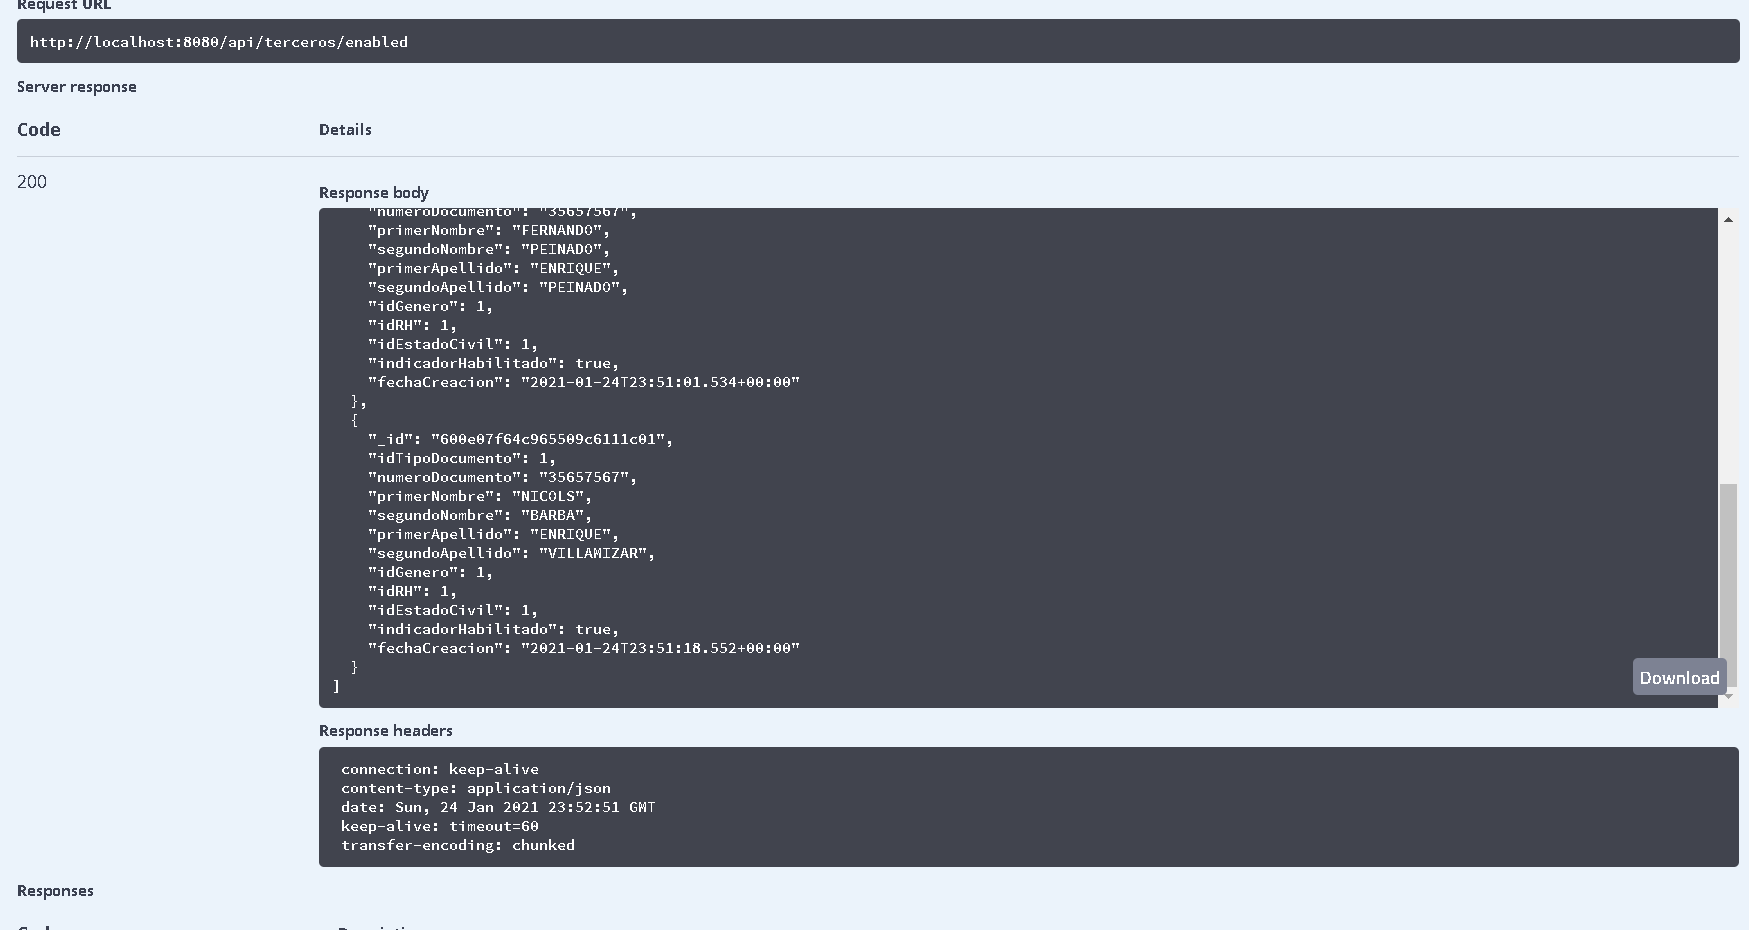 Request URL
http://localhost:8080/api/terceros/enabled
Server response
Code Details
200
Response body
"numeroDocumento": "35657567",
"primerNombre": "FERNANDO",
"segundoNombre": "PEINADO",
"primerApellido": "ENRIQUE",
"segundoApellido": "PEINADO",
"idGenero": 1,
"idRH": 1,
"idEstadoCivil": 1,
"indicadorHabilitado": true,
"fechaCreacion": "2021-01-24T23:51:01.534+00:00"
},
{
"_id": "600e07f64c965509c6111c01",
"idTipoDocumento": 1,
"numeroDocumento": "35657567",
"primerNombre": "NICOLS",
"segundoNombre": "BARBA",
"primerApellido": "ENRIQUE",
"segundoApellido": "VILLAMIZAR",
"idGenero": 1,
"idRH": 1,
"idEstadoCivil": 1,
"indicadorHabilitado": true,
"fechaCreacion": "2021-01-24T23:51:18.552+00:00"
}
]
Download
Response headers
connection: keep-alive
content-type: application/json
date: Sun, 24 Jan 2021 23:52:51 GMT
keep-alive: timeout=60
transfer-encoding: chunked
Responses